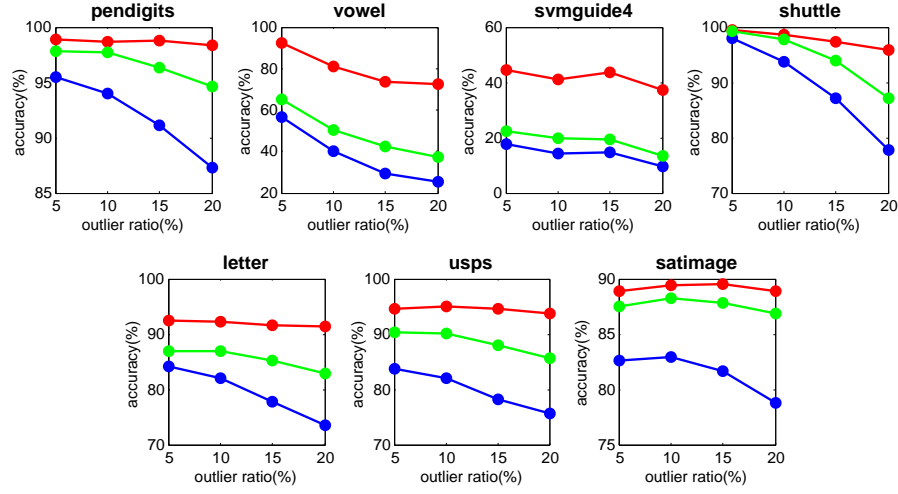 pendigits
100
95
90
85
accuracy(%)
5 10 15 20
outlier ratio(%)
vowel
100
80
60
40
20
accuracy(%)
5 10 15 20
outlier ratio(%)
svmguide4
60
40
20
0
accuracy(%)
5 10 15 20
outlier ratio(%)
shuttle
100
90
80
70
accuracy(%)
5 10 15 20
outlier ratio(%)
letter
100
90
80
70
accuracy(%)
5 10 15 20
outlier ratio(%)
usps
100
90
80
70
accuracy(%)
5 10 15 20
outlier ratio(%)
satimage
90
85
80
75
accuracy(%)
5 10 15 20
outlier ratio(%)